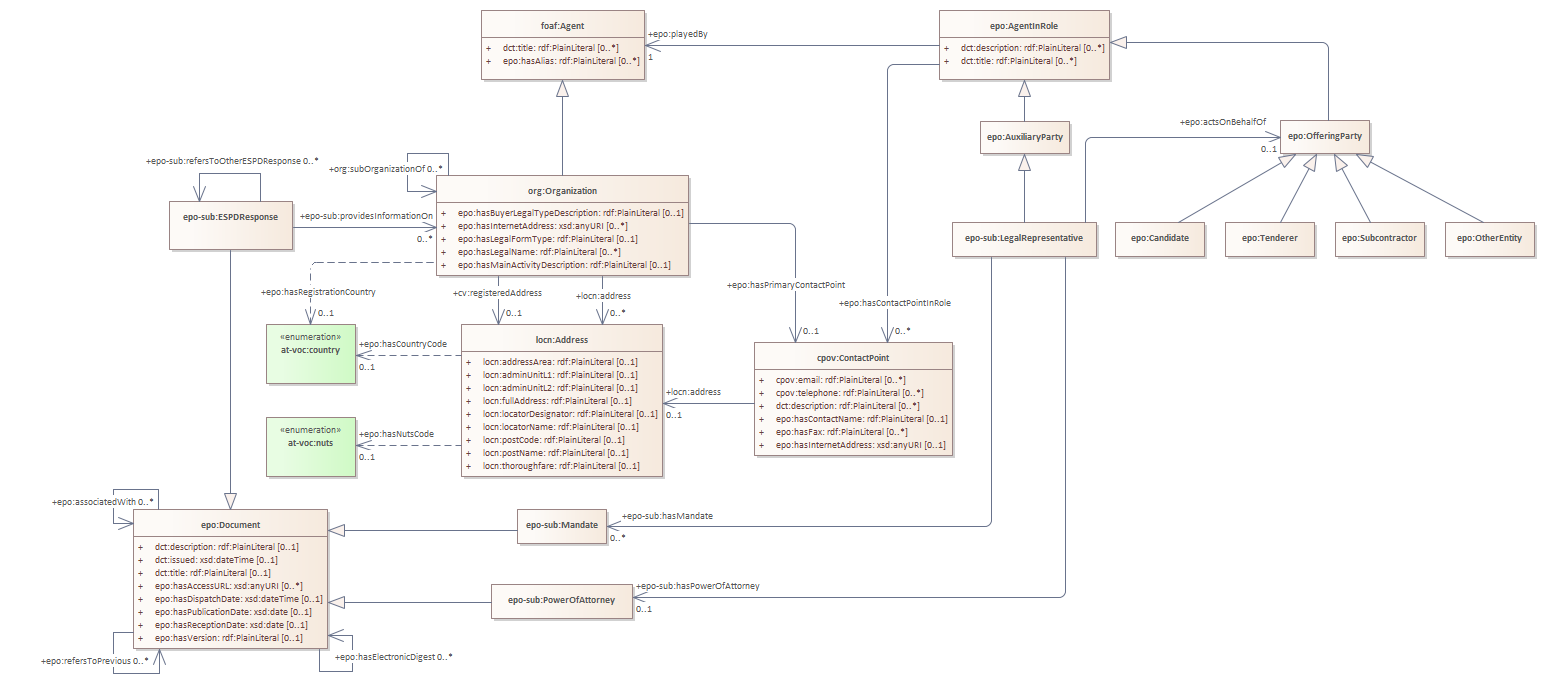 foaf:Agent
+ dct:title: rdf:PlainLiteral [0..*]
+ epo:hasAlias: rdf:PlainLiteral [0..*]
+epo:playedBy
1
epo:AgentInRole
+ dct:description: rdf:PlainLiteral [0..*]
+ dct:title: rdf:PlainLiteral [0..*]
epo:AuxiliaryParty
+epo:actsOnBehalfOf
0..1
epo:OfferingParty
+epo-sub:refersToOtherESPDResponse 0..*
+org:subOrganizationOf 0..*
epo-sub:ESPDResponse
+epo-sub:providesInformationOn
0..*
org:Organization
+ epo:hasBuyerLegalTypeDescription: rdf:PlainLiteral [0..1]
+ epo:hasInternetAddress: xsd:anyURI [0..*]
+ epo:hasLegalFormType: rdf:PlainLiteral [0..1]
+ epo:hasLegalName: rdf:PlainLiteral [0..*]
+ epo:hasMainActivityDescription: rdf:PlainLiteral [0..1]
epo-sub:LegalRepresentative
epo:Candidate
epo:Tenderer
epo:Subcontractor
epo:OtherEntity
+epo:hasRegistrationCountry
0..1
+cv:registeredAddress
0..1
+locn:address
0..*
+epo:hasPrimaryContactPoint
0..1
+epo:hasContactPointInRole
0..*
«enumeration»
at-voc:country
+epo:hasCountryCode
0..1
locn:Address
+ locn:addressArea: rdf:PlainLiteral [0..1]
+ locn:adminUnitL1: rdf:PlainLiteral [0..1]
+ locn:adminUnitL2: rdf:PlainLiteral [0..1]
+ locn:fullAddress: rdf:PlainLiteral [0..1]
+ locn:locatorDesignator: rdf:PlainLiteral [0..1]
+ locn:locatorName: rdf:PlainLiteral [0..1]
+ locn:postCode: rdf:PlainLiteral [0..1]
+ locn:postName: rdf:PlainLiteral [0..1]
+ locn:thoroughfare: rdf:PlainLiteral [0..1]
+locn:address
0..1
cpov:ContactPoint
+ cpov:email: rdf:PlainLiteral [0..*]
+ cpov:telephone: rdf:PlainLiteral [0..*]
+ dct:description: rdf:PlainLiteral [0..*]
+ epo:hasContactName: rdf:PlainLiteral [0..1]
+ epo:hasFax: rdf:PlainLiteral [0..*]
+ epo:hasInternetAddress: xsd:anyURI [0..1]
«enumeration»
at-voc:nuts
+epo:hasNutsCode
0..1
+epo:associatedWith 0..*
epo:Document
+ dct:description: rdf:PlainLiteral [0..1]
+ dct:issued: xsd:dateTime [0..1]
+ dct:title: rdf:PlainLiteral [0..1]
+ epo:hasAccessURL: xsd:anyURI [0..*]
+ epo:hasDispatchDate: xsd:dateTime [0..1]
+ epo:hasPublicationDate: xsd:date [0..1]
+ epo:hasReceptionDate: xsd:date [0..1]
+ epo:hasVersion: rdf:PlainLiteral [0..1]
epo-sub:Mandate
+epo-sub:hasMandate
0..*
epo-sub:PowerOfAttorney
+epo-sub:hasPowerOfAttorney
0..1
+epo:refersToPrevious 0..*
+epo:hasElectronicDigest 0..*